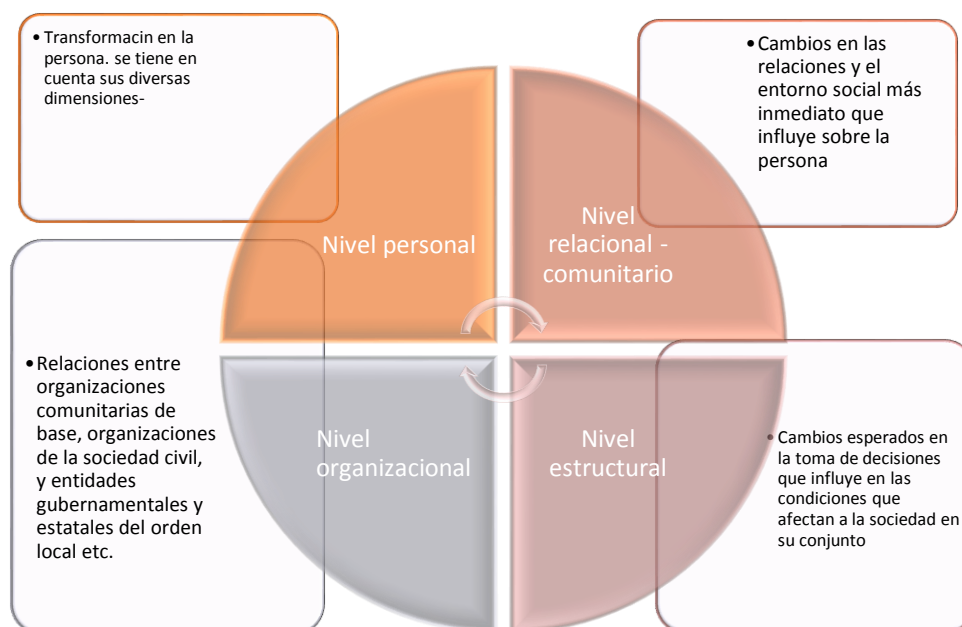 • Transformacin en la
persona. se tiene en
cuenta sus diversas
dimensiones-
• Cambios en las
relaciones y el
entorno social más
inmediato que
influye sobre la
persona
Nivel personal
Nivel
relacional -
comunitario
• Relaciones entre
organizaciones
comunitarias de
base, organizaciones
de la sociedad civil,
y entidades
gubernamentales y
estatales del orden
local etc.
Nivel
organizacional
Nivel
estructural
• Cambios esperados en
la toma de decisiones
que influye en las
condiciones que
afectan a la sociedad en
su conjunto